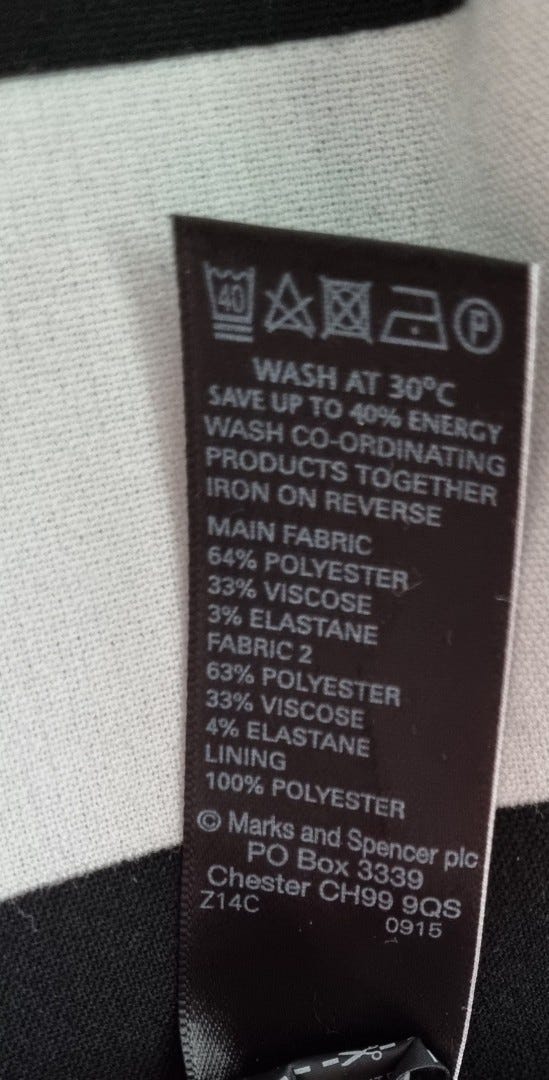 40 P
WASH AT 30°C
SAVE UP TO 40% ENERGY
WASH CO-ORDINATING
PRODUCTS TOGETHER
IRON ON REVERSE
MAIN FABRIC
64% POLYESTER
33% VISCOSE
3% ELASTANE
FABRIC 2
63% POLYESTER
33% VISCOSE
4% ELASTANE
LINING
100% POLYESTER
© Marks and Spencer plc
PO Box 3339
Chester CH99 9QS
Z14C 0915